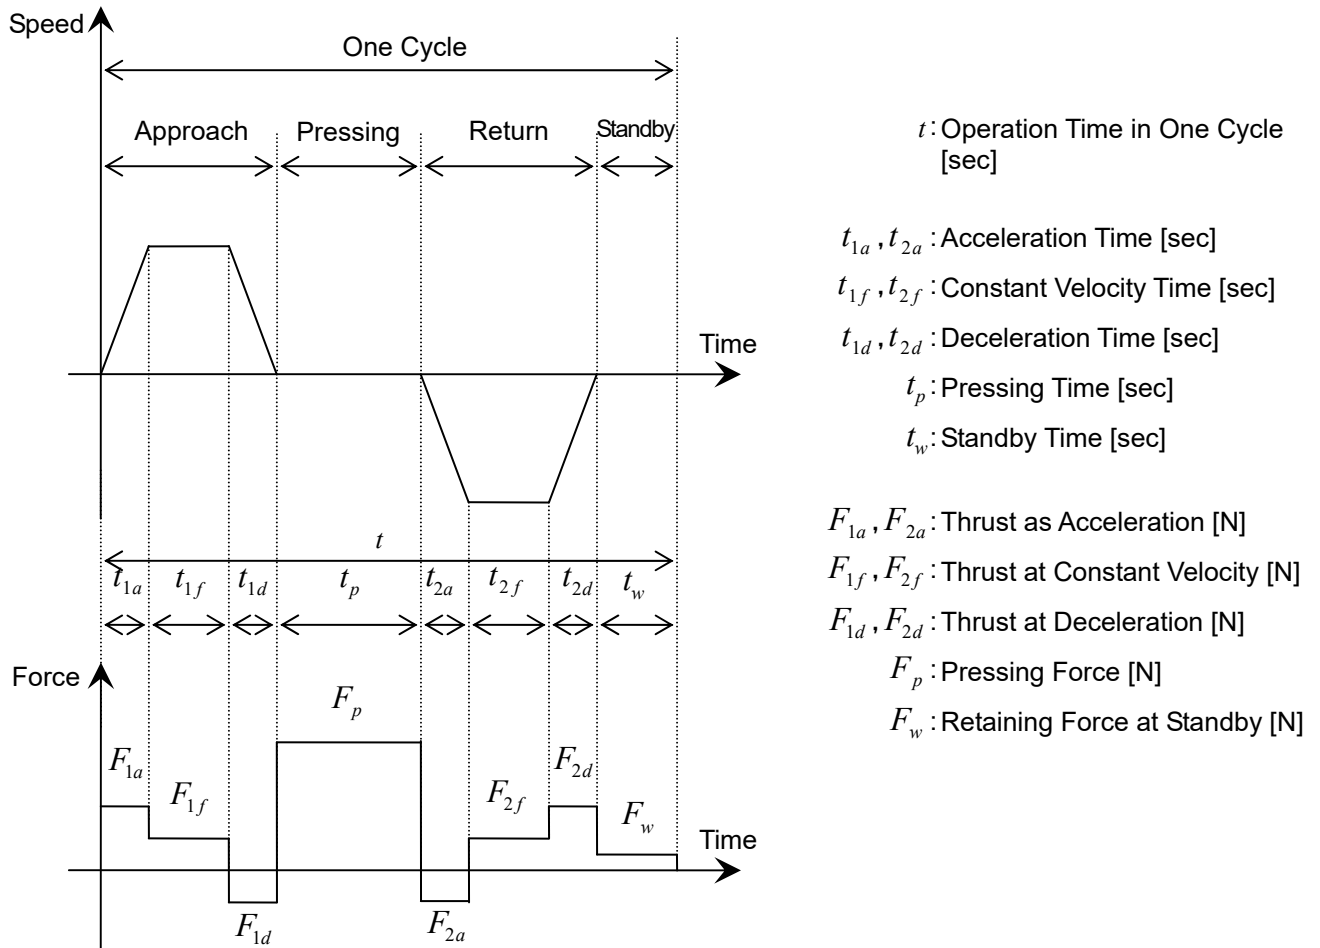 Speed
One Cycle
Approach
Pressing
Return
Standby
Time
t
t1a
t1f
t1d
tp
t2a
t2f
t2d
tw
Force
Fp
F1a
F1f
F2f
F2d
Fw
Time
F1d
F2a
t:Operation Time in One Cycle
[sec]
t1a,t2a:Acceleration Time [sec]
t1f,t2f:Constant Velocity Time [sec]
t1d,t2d:Deceleration Time [sec]
tp:Pressing Time [sec]
tw:Standby Time [sec]
F1a,F2a:Thrust as Acceleration [N]
F1f,F2f:Thrust at Constant Velocity [N]
F1d,F2d:Thrust at Deceleration [N]
Fp:Pressing Force [N]
Fw:Retaining Force at Standby [N]